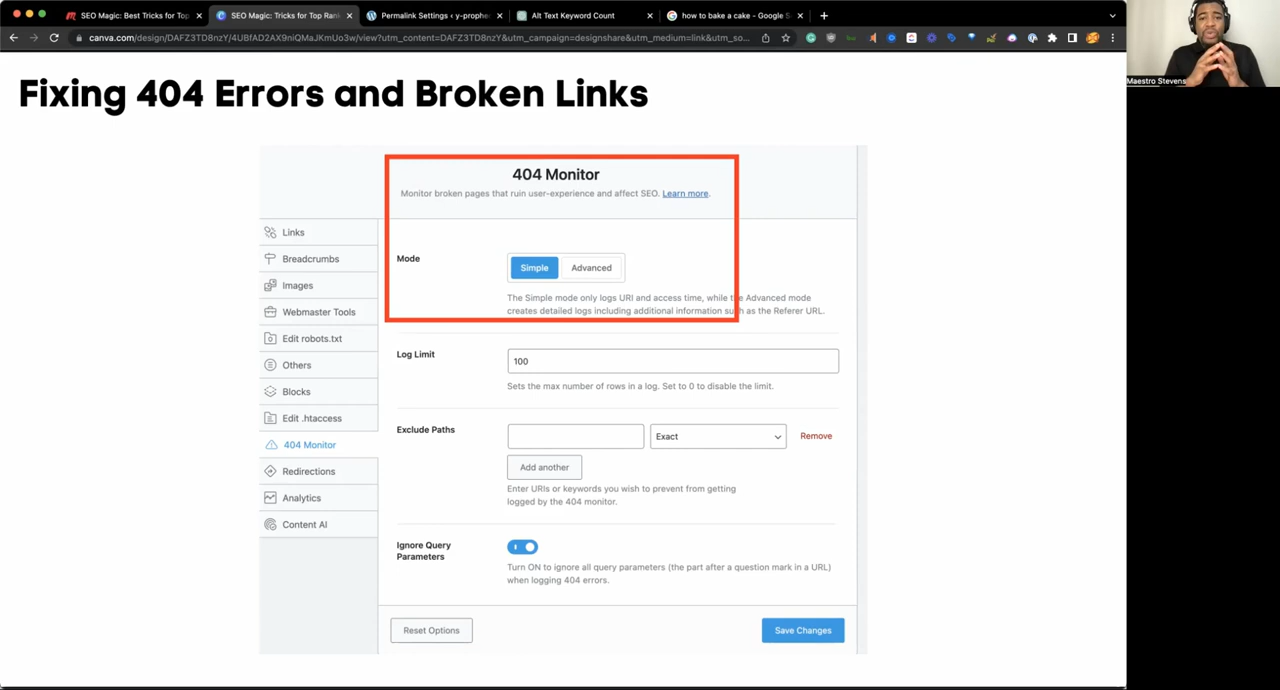 SEO Magic: Best Tricks for Top
SEO Magic: Tricks for Top Rank
Permalink Settings ‹ y-prophe
Alt Text Keyword Count
how to bake a cake - Google S
canva.com/design/DAFZ3TD8nzY/4UBfAD2AX9niQMaJKmUo3w/view?utm_content=DAFZ3TD8nzY&utm_campaign=designshare&utm_medium=link&utm_so...
Maestro Stevens
Fixing 404 Errors and Broken Links
404 Monitor
Monitor broken pages that ruin user-experience and affect SEO. Learn more.
Links
Breadcrumbs
Images
Webmaster Tools
Edit robots.txt
Others
Blocks
Edit .htaccess
404 Monitor
Redirections
Analytics
Content AI
Mode
Simple
Advanced
The Simple mode only logs URI and access time, while the Advanced mode
creates detailed logs including additional information such as the Referer URL.
Log Limit
100
Sets the max number of rows in a log. Set to 0 to disable the limit.
Exclude Paths
Exact
Remove
Add another
Enter URIs or keywords you wish to prevent from getting
logged by the 404 monitor.
Ignore Query
Parameters
Turn ON to ignore all query parameters (the part after a question mark in a URL)
when logging 404 errors.
Reset Options
Save Changes